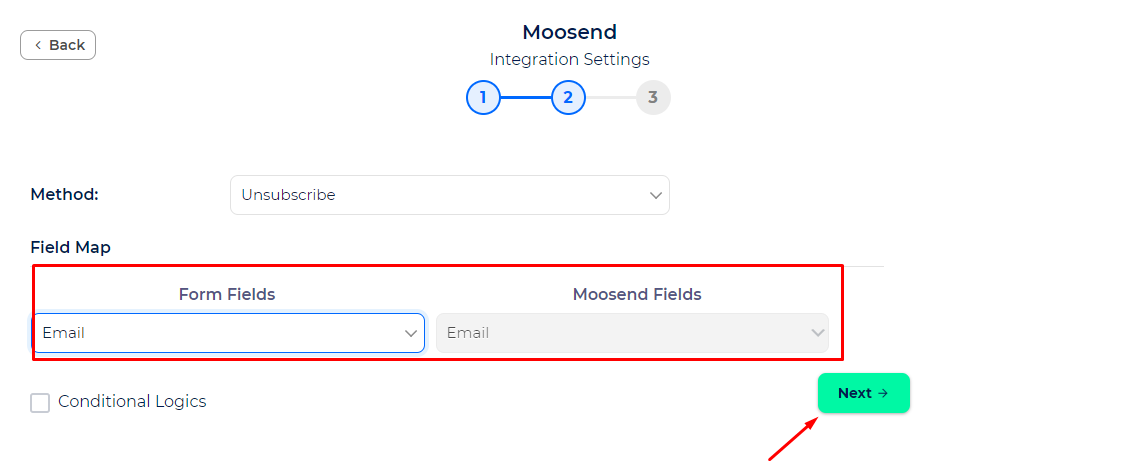 Moosend
Back
Integration Settings
1 2 3
Method: Unsubscribe
Field Map
Form Fields Moosend Fields
Email Email
Next →
Conditional Logics